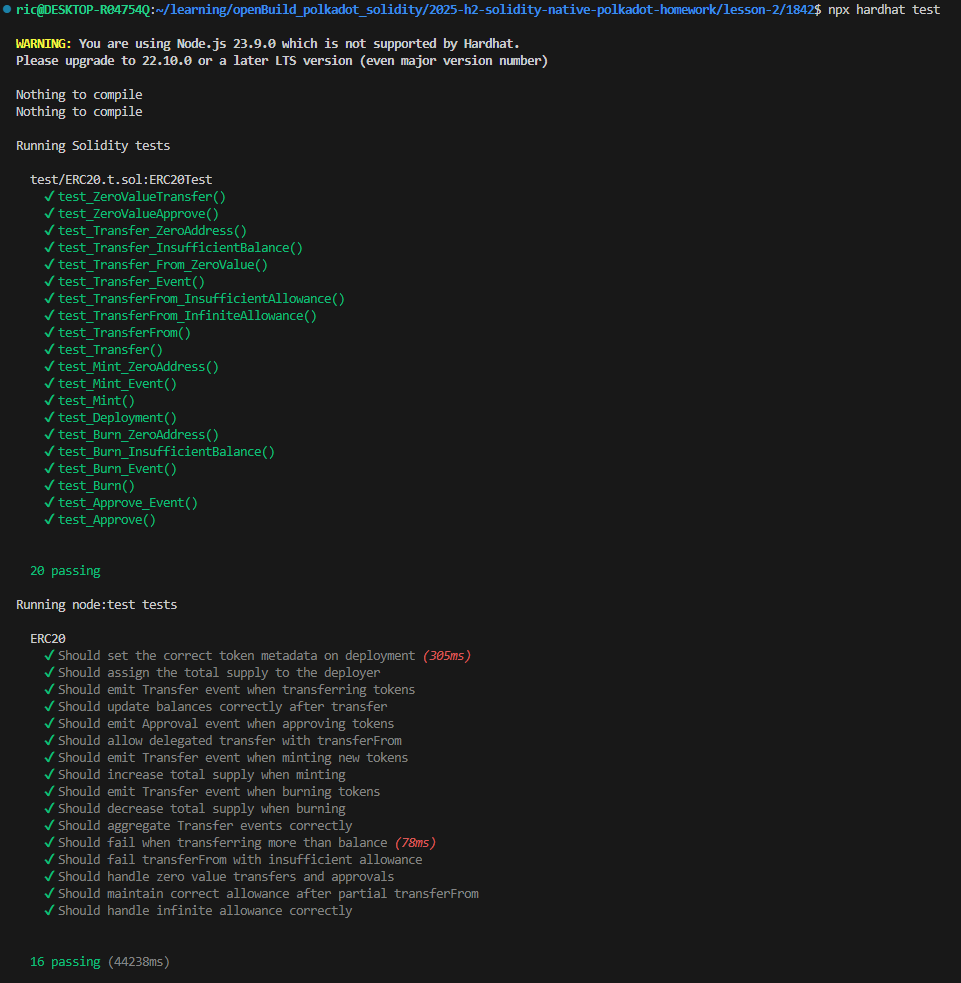 ric@DESKTOP-R04754Q:~/learning/openBuild_polkadot_solidity/2025-h2-solidity-native-polkadot-homework/lesson-2/1842$ npx hardhat test
WARNING: You are using Node.js 23.9.0 which is not supported by Hardhat.
Please upgrade to 22.10.0 or a later LTS version (even major version number)
Nothing to compile
Nothing to compile
Running Solidity tests
test/ERC20.t.sol:ERC20Test
✔ test_ZeroValueTransfer()
✔ test_ZeroValueApprove()
✔ test_Transfer_ZeroAddress()
✔ test_Transfer_InsufficientBalance()
✔ test_Transfer_From_ZeroValue()
✔ test_Transfer_Event()
✔ test_TransferFrom_InsufficientAllowance()
✔ test_TransferFrom_InfiniteAllowance()
✔ test_TransferFrom()
✔ test_Transfer()
✔ test_Mint_ZeroAddress()
✔ test_Mint_Event()
✔ test_Mint()
✔ test_Deployment()
✔ test_Burn_ZeroAddress()
✔ test_Burn_InsufficientBalance()
✔ test_Burn_Event()
✔ test_Burn()
✔ test_Approve_Event()
✔ test_Approve()
20 passing
Running node:test tests
ERC20
✔ Should set the correct token metadata on deployment (305ms)
✔ Should assign the total supply to the deployer
✔ Should emit Transfer event when transferring tokens
✔ Should update balances correctly after transfer
✔ Should emit Approval event when approving tokens
✔ Should allow delegated transfer with transferFrom
✔ Should emit Transfer event when minting new tokens
✔ Should increase total supply when minting
✔ Should emit Transfer event when burning tokens
✔ Should decrease total supply when burning
✔ Should aggregate Transfer events correctly
✔ Should fail when transferring more than balance (78ms)
✔ Should fail transferFrom with insufficient allowance
✔ Should handle zero value transfers and approvals
✔ Should maintain correct allowance after partial transferFrom
✔ Should handle infinite allowance correctly
16 passing (44238ms)